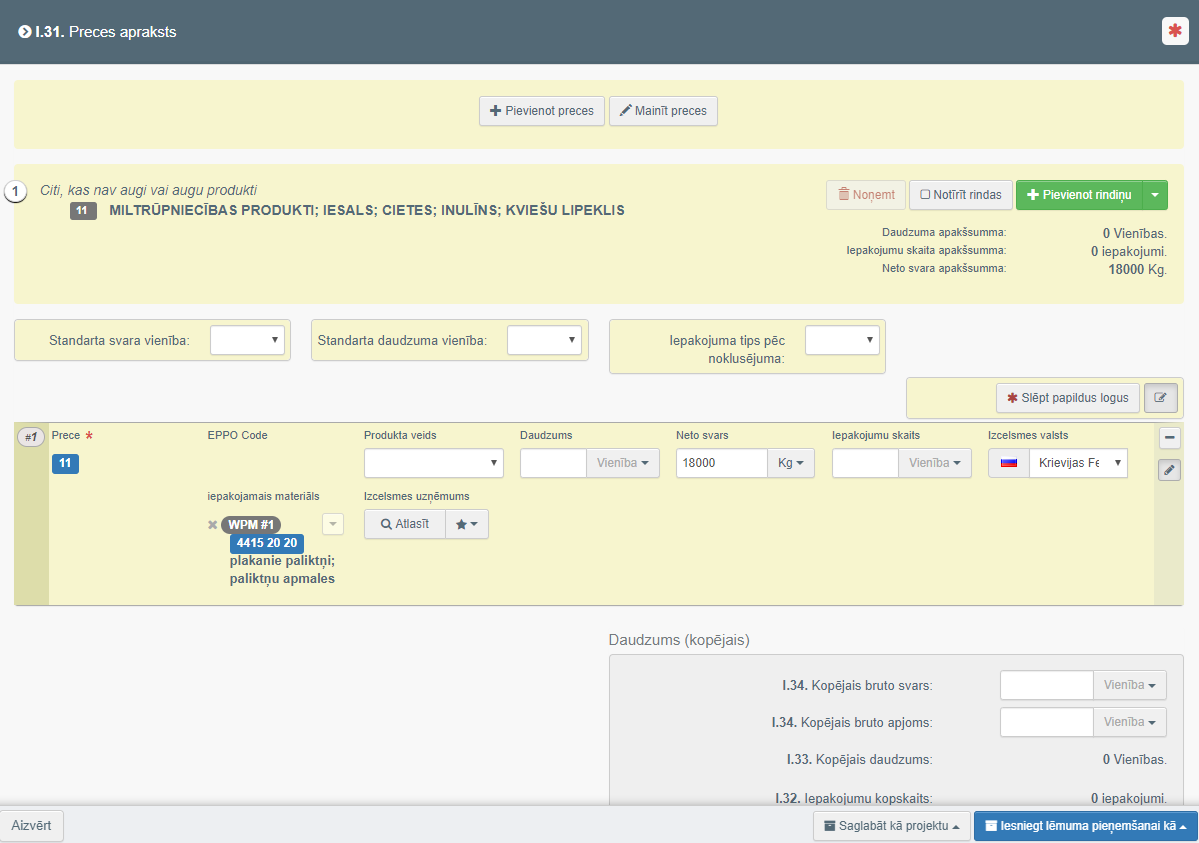 I.31. Preces apraksts
Pievienot preces
Mainīt preces
1
Citi, kas nav augi vai augu produkti
11 MILTRŪPNIECĪBAS PRODUKTI; IESALS; CIETES; INULĪNS; KVIEŠU LIPEKLIS
Noņemt
Notīrīt rindas
Pievienot rindiņu
Daudzuma apakšsumma: 0 Vienības.
Iepakojumu skaita apakšsumma: 0 iepakojumi.
Neto svara apakšsumma: 18000 Kg.
Standarta svara vienība:
Standarta daudzuma vienība:
Iepakojuma tips pēc
noklusējuma:
Slēpt papildus logus
#1
Prece *
EPPO Code
Produkta veids
Daudzums
Neto svars
Iepakojumu skaits
Izcelsmes valsts
11
Vienība
18000
Kg
Vienība
Krievijas Fe
iepakojamais materiāls
Izcelsmes uzņēmums
WPM #1
Atlasīt
4415 20 20
plakanie paliktņi;
paliktņu apmales
Daudzums (kopējais)
I.34. Kopējais bruto svars:
Vienība
I.34. Kopējais bruto apjoms:
Vienība
I.33. Kopējais daudzums: 0 Vienības.
I.32. Iepakojumu kopskaits: 0 iepakojumi.
Aizvērt
Saglabāt kā projektu
Iesniegt lēmuma pieņemšanai kā